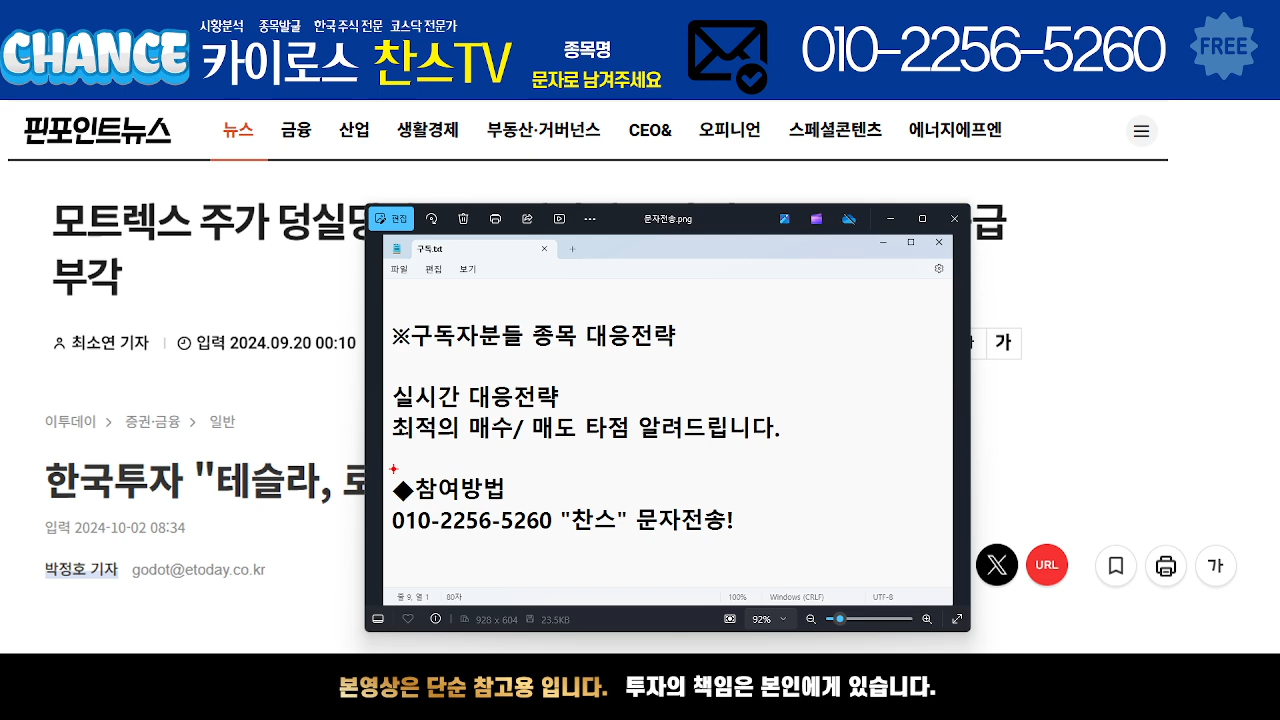 CHANCE
시황분석 종목발굴 한국 주식 전문 코스닥 전문가
카이로스 찬스TV
종목명
문자로 남겨주세요
010-2256-5260
FREE
핀포인트뉴스
뉴스 금융 산업 생활경제 부동산·거버넌스 CEO& 오피니언 스페셜콘텐츠 에너지에프엔
모트렉스 주가 덩실 급
부각
최소연 기자 입력 2024.09.20 00:10
가
편집
문자전송.png
구독.txt
파일 편집 보기
※구독자분들 종목 대응전략
실시간 대응전략
최적의 매수/ 매도 타점 알려드립니다.
◆참여방법
010-2256-5260 "찬스" 문자전송!
줄 9, 열 1 80자 100% Windows (CRLF) UTF-8
928 x 604 23.5KB 92%
이투데이 > 증권·금융 > 일반
한국투자 "테슬라,
입력 2024-10-02 08:34
박정호 기자 godot@etoday.co.kr
X URL 가
본영상은 단순 참고용 입니다. 투자의 책임은 본인에게 있습니다.